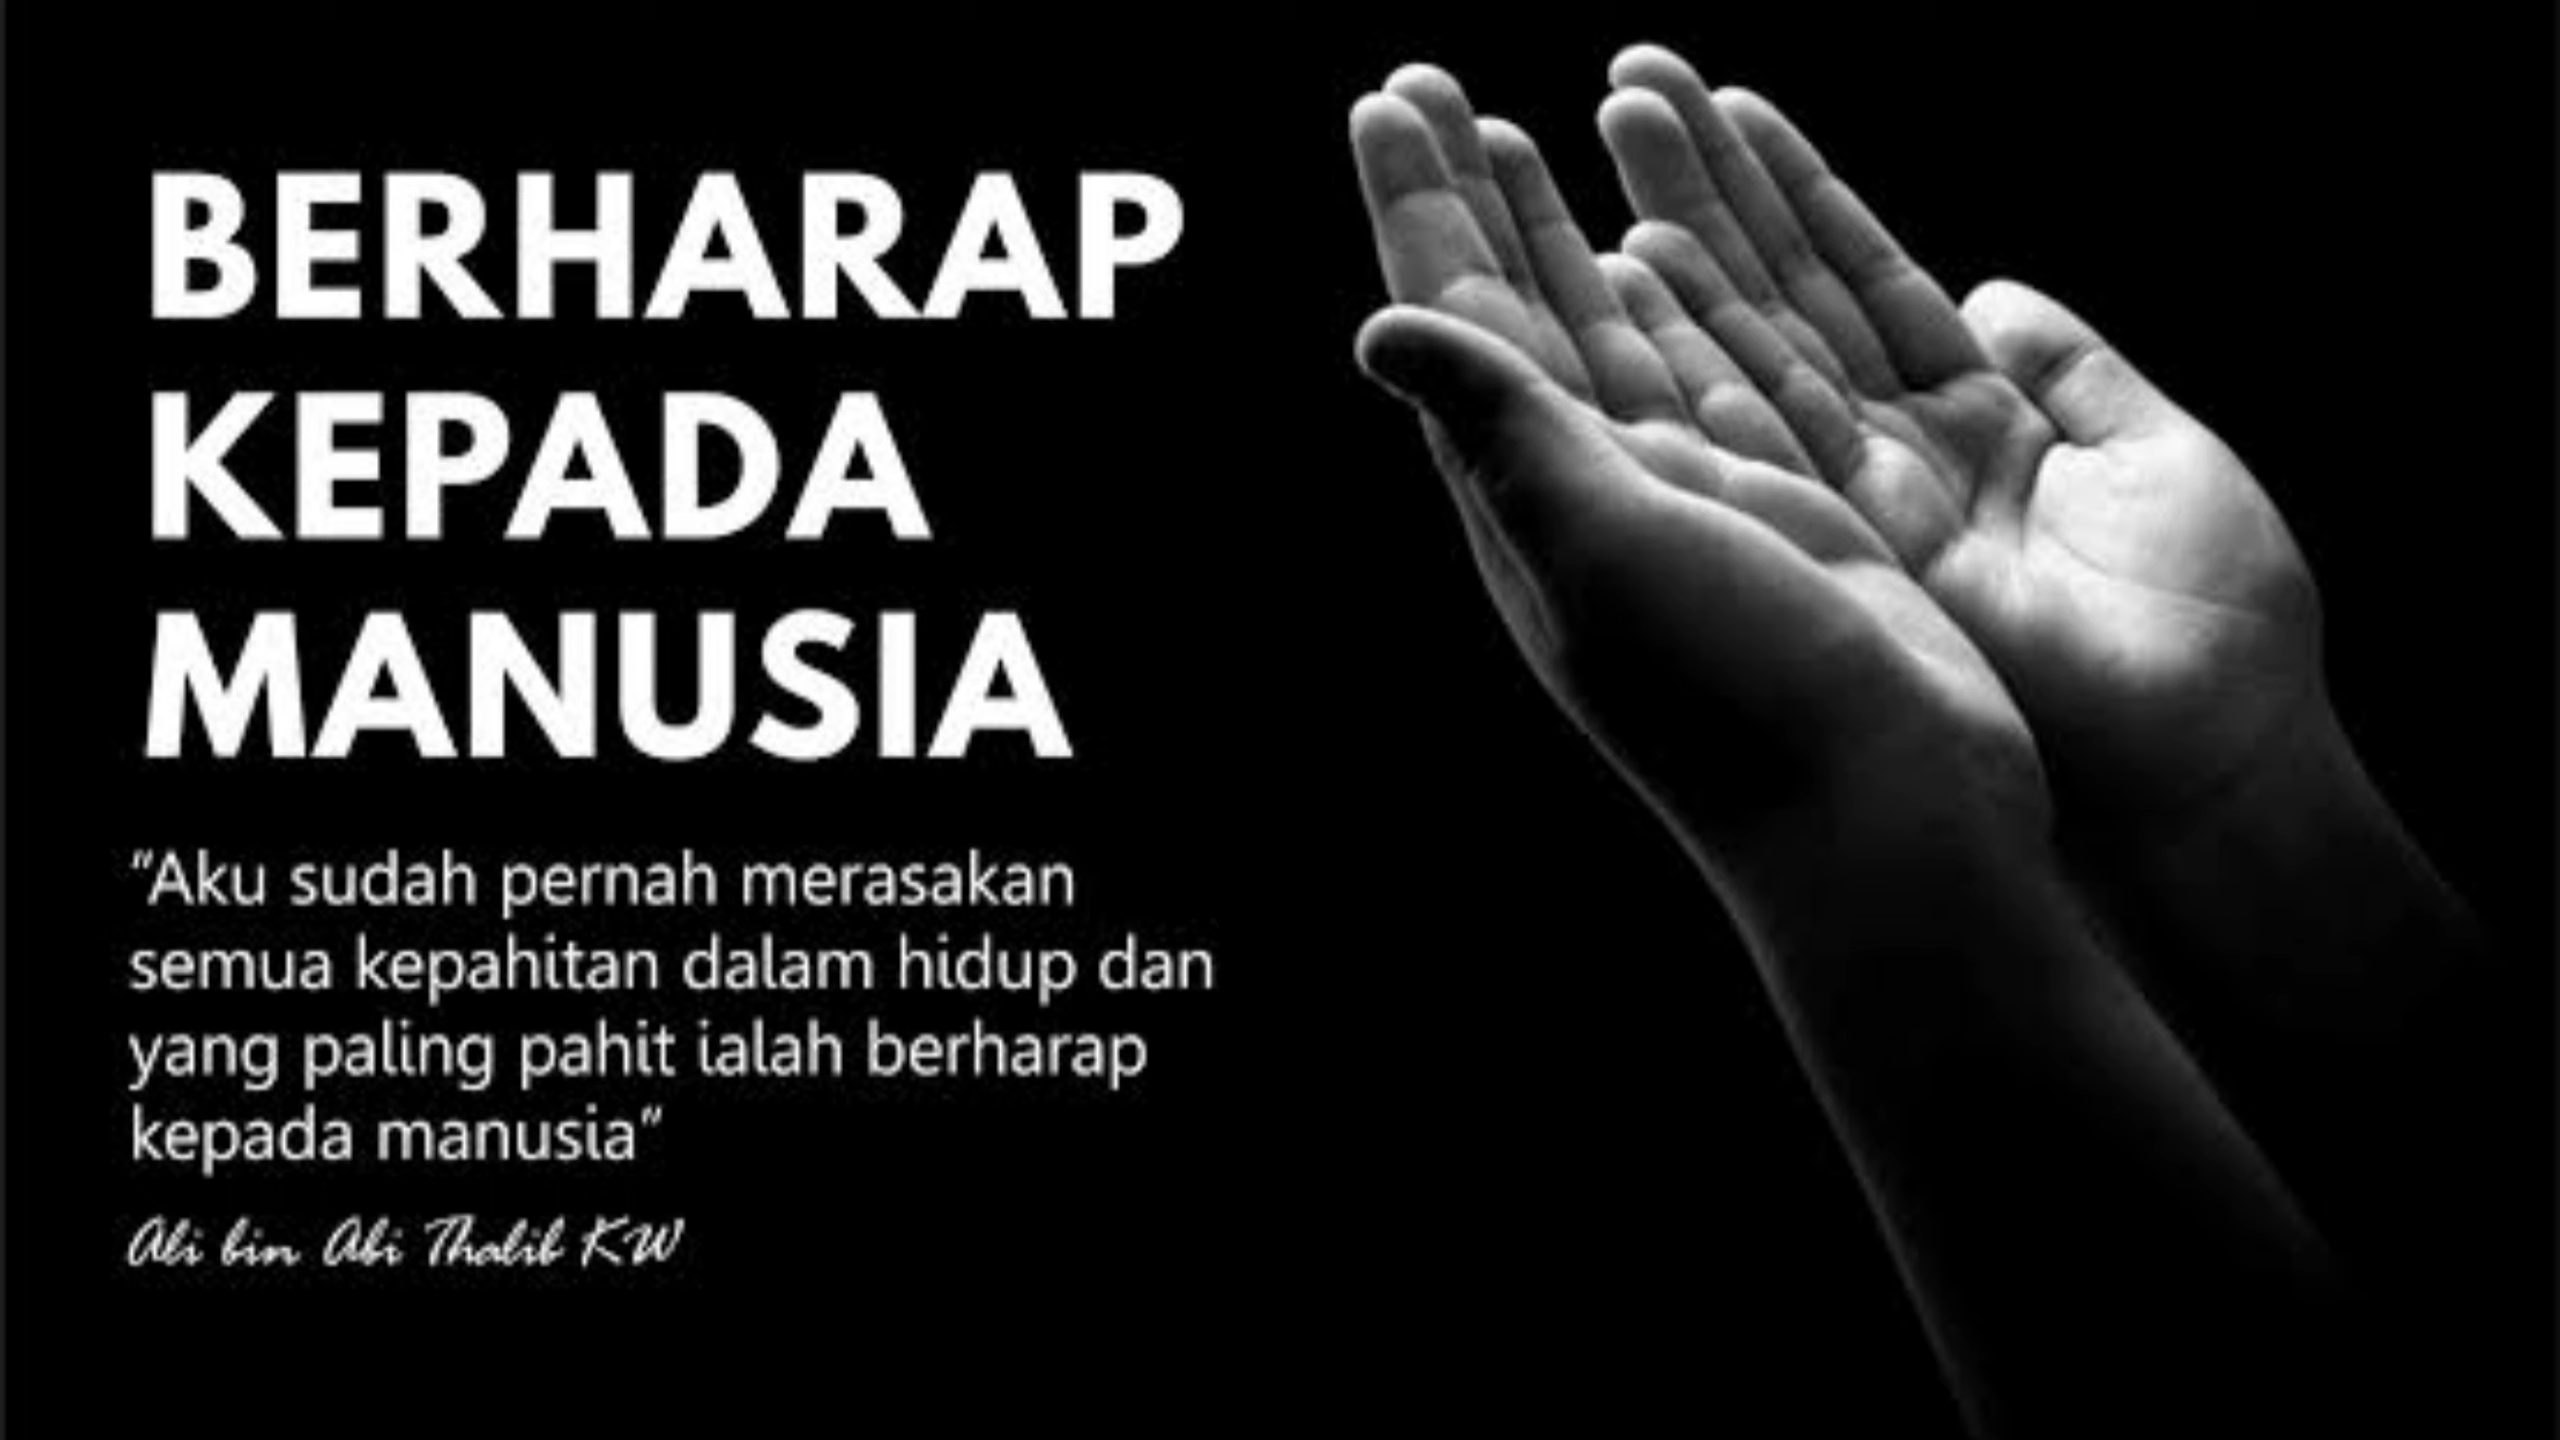 BERHARAP
KEPADA
MANUSIA
“Aku sudah pernah merasakan
semua kepahitan dalam hidup dan
yang paling pahit ialah berharap
kepada manusia”
Ali bin Abi Thalib KW